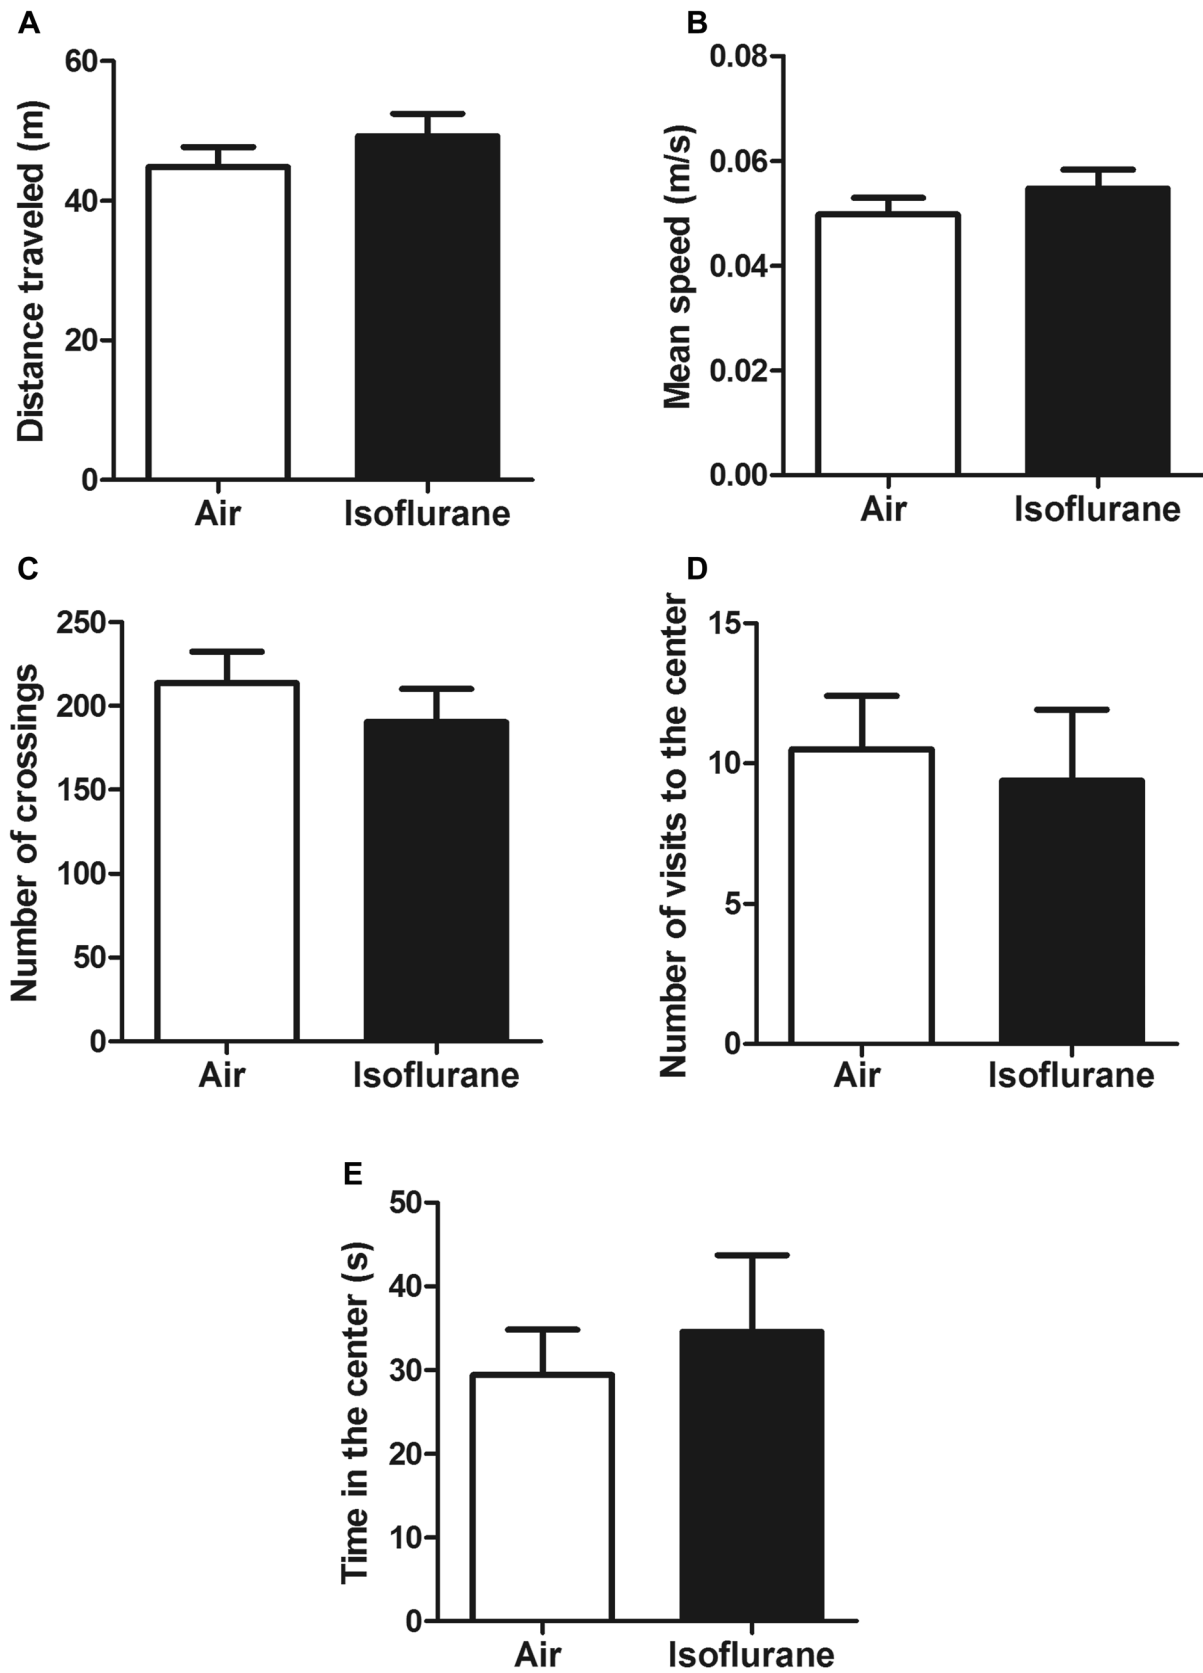 A
Distance traveled (m)
60
40
20
0
Air Isoflurane
B
Mean speed (m/s)
0.08
0.06
0.04
0.02
0.00
Air Isoflurane
C
Number of crossings
250
200
150
100
50
0
Air Isoflurane
D
Number of visits to the center
15
10
5
0
Air Isoflurane
E
Time in the center (s)
50
40
30
20
10
0
Air Isoflurane